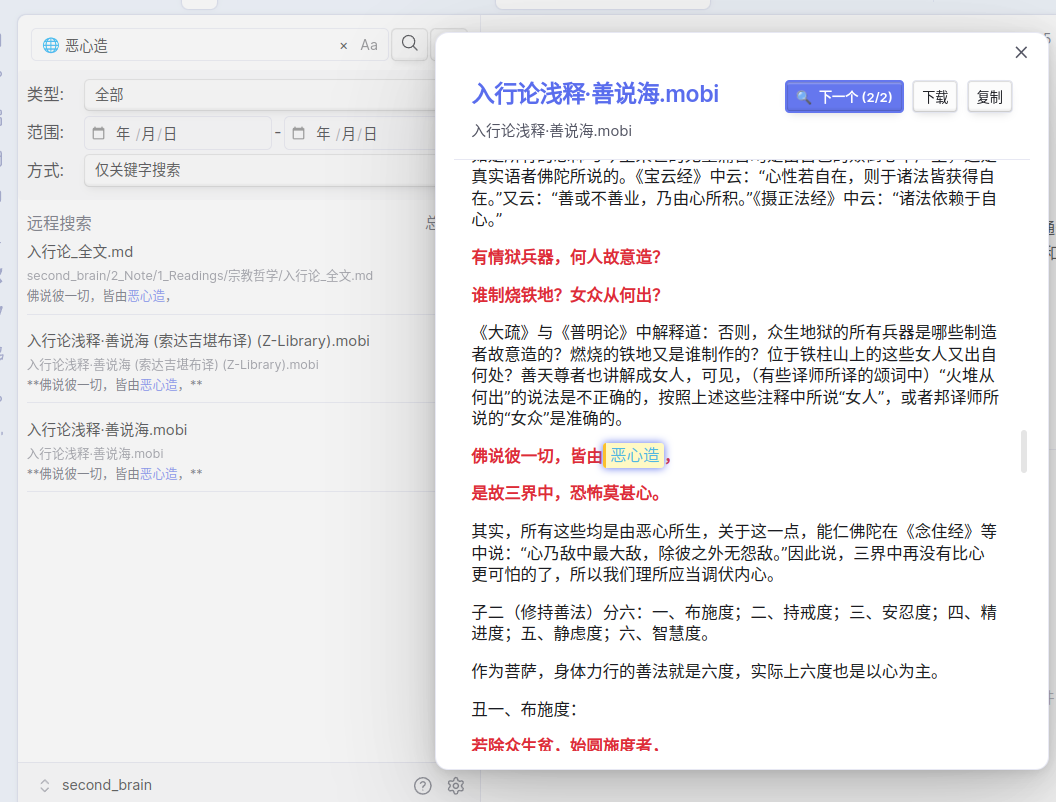 恶心造
×
Aa
类型:
全部
范围:
年 /月/日
-
年 /月/日
方式:
仅关键字搜索
远程搜索
入行论_全文.md
second_brain/2_Note/1_Readings/宗教哲学/入行论_全文.md
佛说彼一切，皆由恶心造，
入行论浅释·善说海 (索达吉堪布译) (Z-Library).mobi
入行论浅释·善说海 (索达吉堪布译) (Z-Library).mobi
**佛说彼一切，皆由恶心造，**
入行论浅释·善说海.mobi
入行论浅释·善说海.mobi
**佛说彼一切，皆由恶心造，**
second_brain
入行论浅释·善说海.mobi
下一个 (2/2)
下载
复制
入行论浅释·善说海.mobi
真实语者佛陀所说的。《宝云经》中云：“心性若自在，则于诸法皆获得自
在。”又云：“善或不善业，乃由心所积。”《摄正法经》中云：“诸法依赖于自
心。”
有情狱兵器，何人故意造？
谁制烧铁地？女众从何出？
《大疏》与《普明论》中解释道：否则，众生地狱的所有兵器是哪些制造
者故意造的？燃烧的铁地又是谁制作的？位于铁柱山上的这些女人又出自
何处？善天尊者也讲解成女人，可见，（有些译师所译的颂词中）“火堆从
何出”的说法是不正确的，按照上述这些注释中所说“女人”，或者邦译师所
说的“女众”是准确的。
佛说彼一切，皆由恶心造，
是故三界中，恐怖莫甚心。
其实，所有这些均是由恶心所生，关于这一点，能仁佛陀在《念住经》等
中说：“心乃敌中最大敌，除彼之外无怨敌。”因此说，三界中再没有比心
更可怕的了，所以我们理所应当调伏内心。
子二（修持善法）分六：一、布施度；二、持戒度；三、安忍度；四、精
进度；五、静虑度；六、智慧度。
作为菩萨，身体力行的善法就是六度，实际上六度也是以心为主。
丑一、布施度：
若除众生贫，始圆施度者，